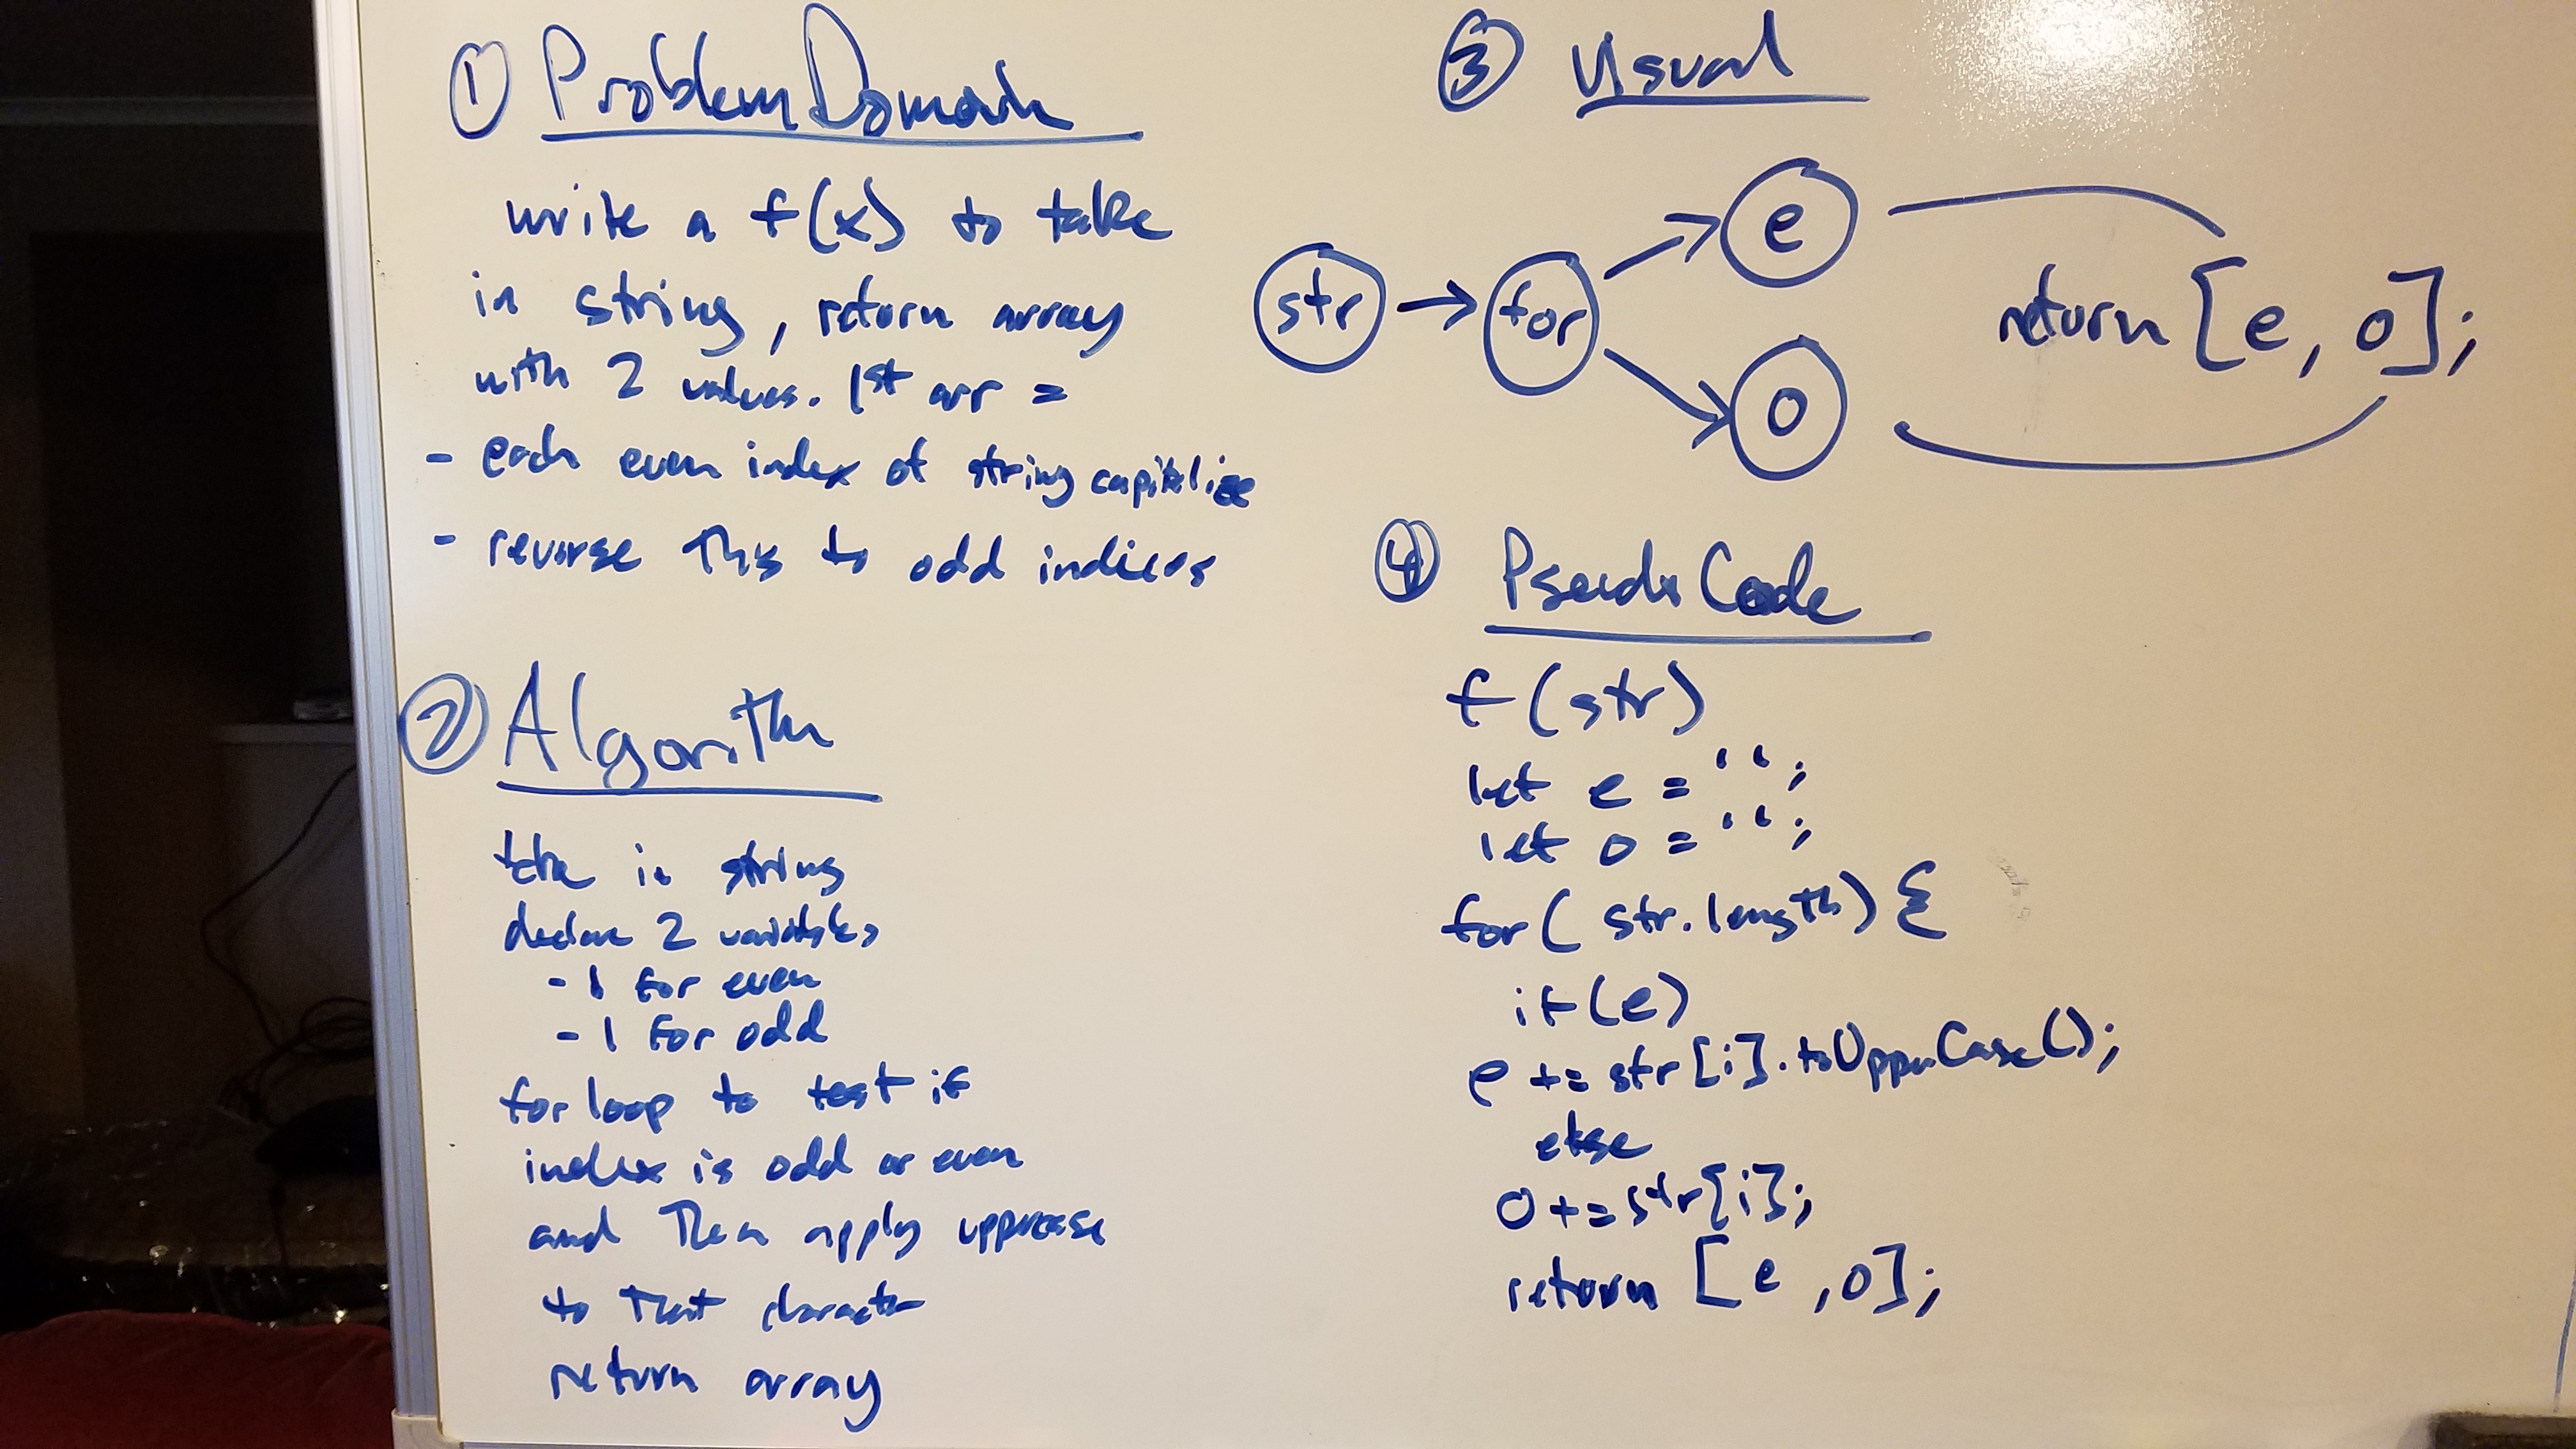 ① Problem Domain
write a f(x) to take
in string, return array
with 2 values. 1st arr =
- each even index of string capitalize
- reverse this to odd indices
② Algorithm
take in string
declare 2 variables
- 1 for even
- 1 for odd
for loop to test if
index is odd or even
and then apply uppercase
to that character
return array
③ Visual
str → for
e
o
return [e, o];
④ Pseudo Code
f(str)
let e = '';
let o = '';
for( str.length) {
if(e)
e += str[i].toUpperCase();
else
o += str[i];
return [e ,o];